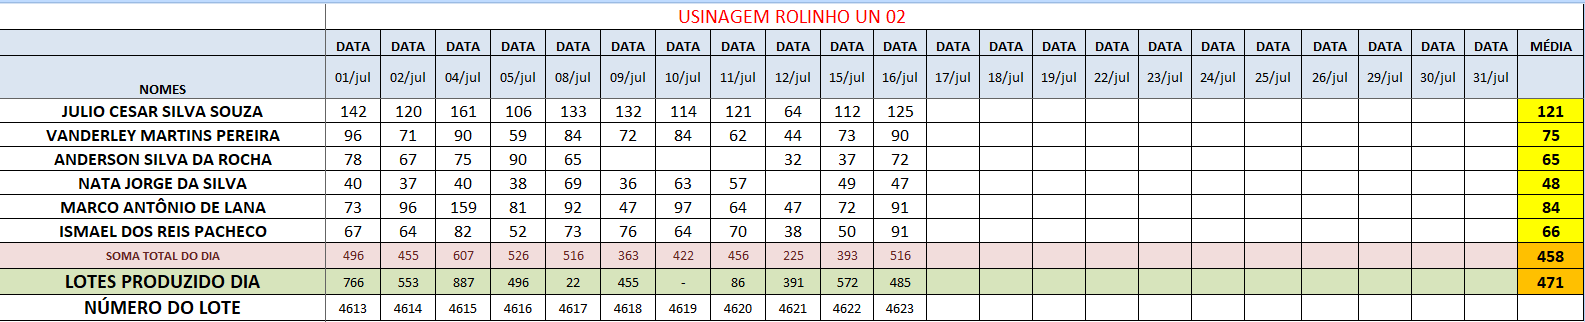 USINAGEM ROLINHO UN 02
DATA DATA DATA DATA DATA DATA DATA DATA DATA DATA DATA DATA DATA DATA DATA DATA DATA DATA DATA DATA DATA DATA MÉDIA
NOMES 01/jul 02/jul 04/jul 05/jul 08/jul 09/jul 10/jul 11/jul 12/jul 15/jul 16/jul 17/jul 18/jul 19/jul 22/jul 23/jul 24/jul 25/jul 26/jul 29/jul 30/jul 31/jul
JULIO CESAR SILVA SOUZA 142 120 161 106 133 132 114 121 64 112 125 121
VANDERLEY MARTINS PEREIRA 96 71 90 59 84 72 84 62 44 73 90 75
ANDERSON SILVA DA ROCHA 78 67 75 90 65 32 37 72 65
NATA JORGE DA SILVA 40 37 40 38 69 36 63 57 49 47 48
MARCO ANTÔNIO DE LANA 73 96 159 81 92 47 97 64 47 72 91 84
ISMAEL DOS REIS PACHECO 67 64 82 52 73 76 64 70 38 50 91 66
SOMA TOTAL DO DIA 496 455 607 526 516 363 422 456 225 393 516 458
LOTES PRODUZIDO DIA 766 553 887 496 22 455 - 86 391 572 485 471
NÚMERO DO LOTE 4613 4614 4615 4616 4617 4618 4619 4620 4621 4622 4623